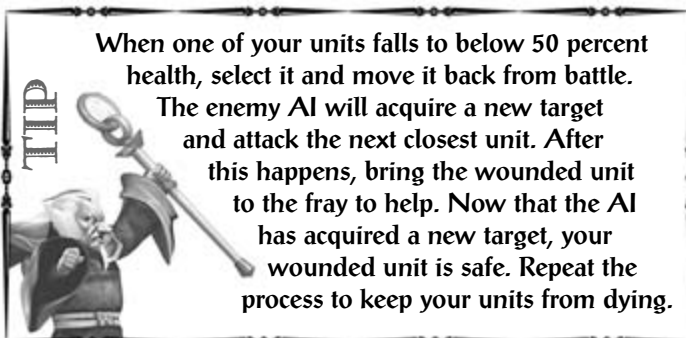 TIP
When one of your units falls to below 50 percent
health, select it and move it back from battle.
The enemy AI will acquire a new target
and attack the next closest unit. After
this happens, bring the wounded unit
to the fray to help. Now that the AI
has acquired a new target, your
wounded unit is safe. Repeat the
process to keep your units from dying.